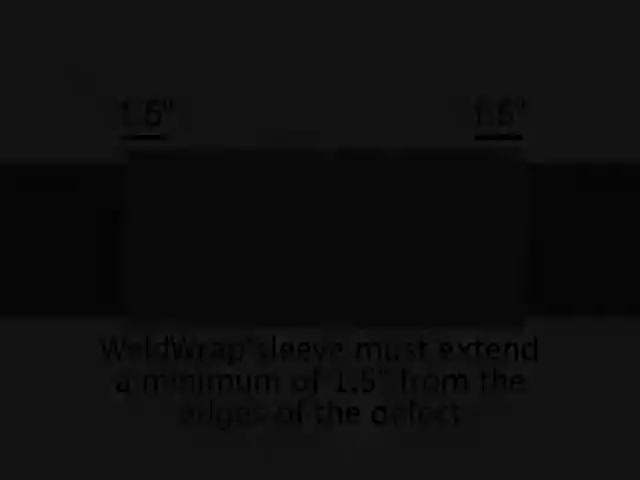 1.5" 1.5"
WeldWrap sleeve must extend
a minimum of 1.5" from the
edges of the defect